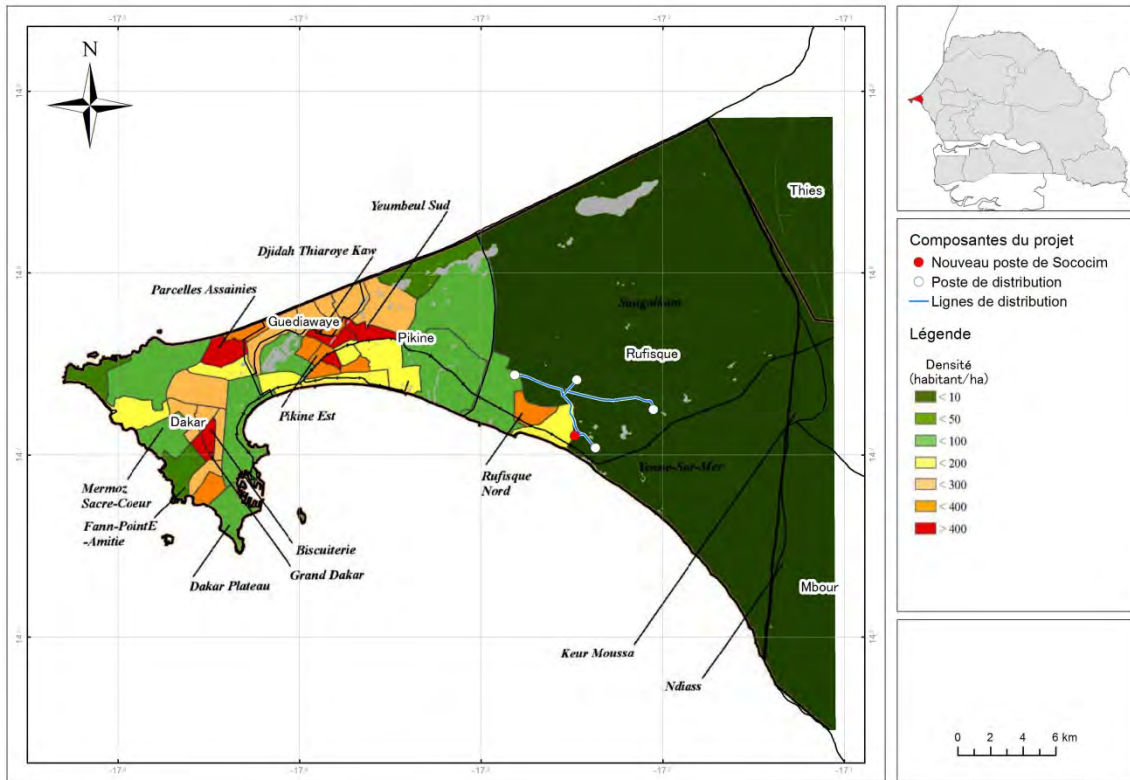 N
Thies
Yeumbeul Sud
Djidah Thiaroye Kaw
Parcelles Assainies
Guediawaye
Pikine
Sangalkam
Rufisque
Dakar
Pikine Est
Rufisque
Nord
Yenne-Sur-Mer
Mermoz
Sacre-Coeur
Fann-PointE
-Amitie
Biscuiterie
Grand Dakar
Dakar Plateau
Mbour
Keur Moussa
Ndiass
Composantes du projet
Nouveau poste de Sococim
Poste de distribution
Lignes de distribution
Légende
Densité
(habitant/ha)
< 10
< 50
< 100
< 200
< 300
< 400
> 400
0 2 4 6 km